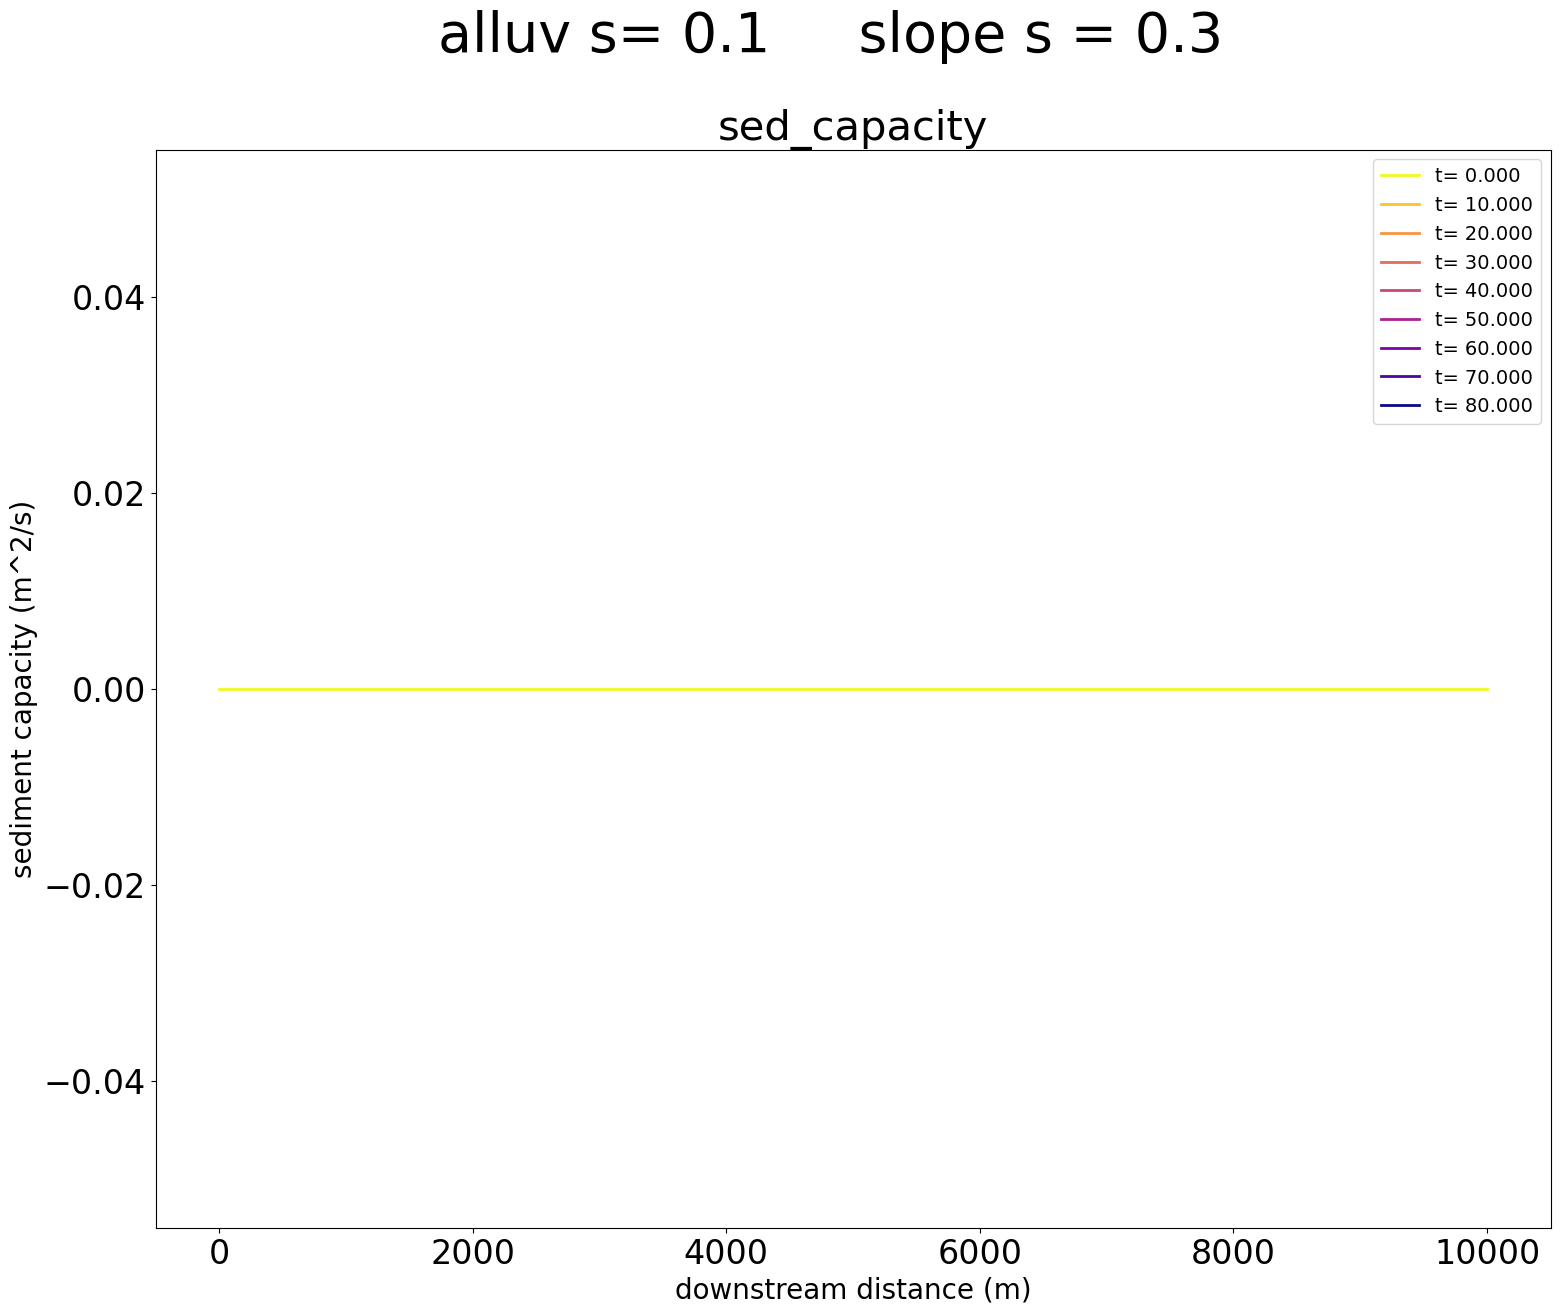 alluv s= 0.1 slope s = 0.3
sed_capacity
t= 0.000
t= 10.000
t= 20.000
t= 30.000
t= 40.000
t= 50.000
t= 60.000
t= 70.000
t= 80.000
sediment capacity (m^2/s)
0.04
0.02
0.00
−0.02
−0.04
0 2000 4000 6000 8000 10000
downstream distance (m)